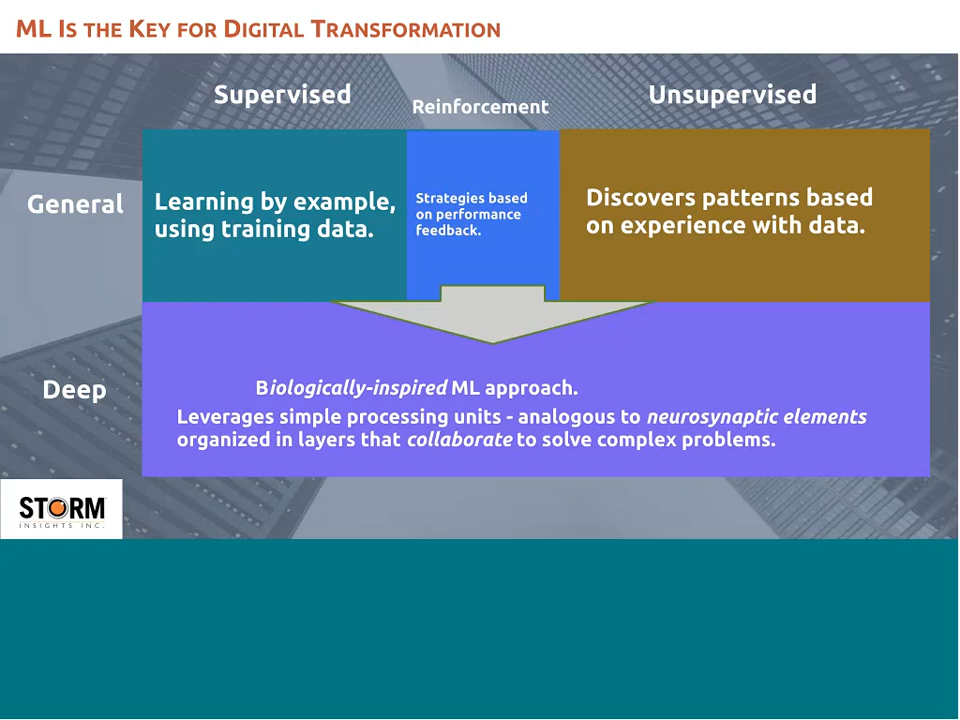 ML IS THE KEY FOR DIGITAL TRANSFORMATION
Supervised
Reinforcement
Unsupervised
General
Learning by example,
using training data.
Strategies based
on performance
feedback.
Discovers patterns based
on experience with data.
Deep
Biologically-inspired ML approach.
Leverages simple processing units - analogous to neurosynaptic elements
organized in layers that collaborate to solve complex problems.
STORM
INSIGHTS INC.